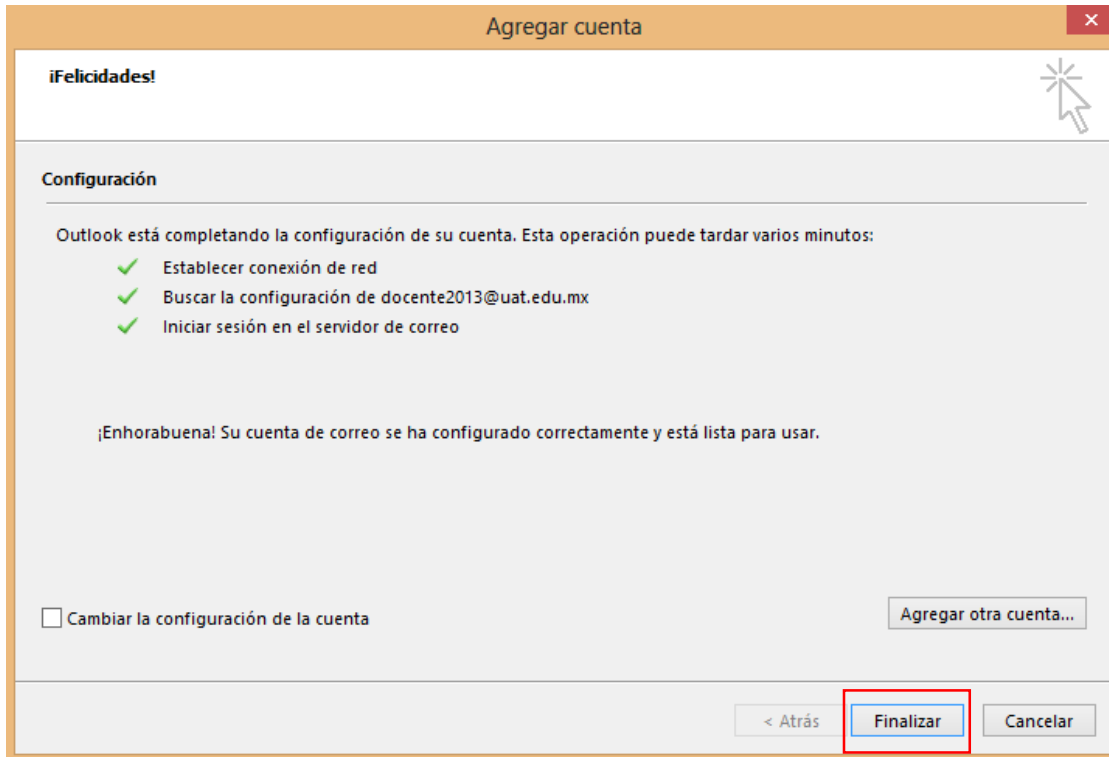 Agregar cuenta
¡Felicidades!
Configuración
Outlook está completando la configuración de su cuenta. Esta operación puede tardar varios minutos:
Establecer conexión de red
Buscar la configuración de docente2013@uat.edu.mx
Iniciar sesión en el servidor de correo
¡Enhorabuena! Su cuenta de correo se ha configurado correctamente y está lista para usar.
Cambiar la configuración de la cuenta
Agregar otra cuenta...
< Atrás
Finalizar
Cancelar